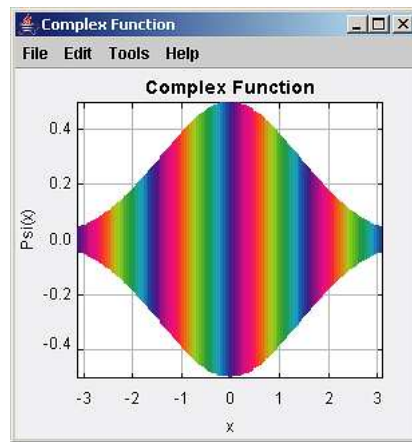 Complex Function
File Edit Tools Help
Complex Function
0.4
0.2
0.0
-0.2
-0.4
Psi(x)
-3 -2 -1 0 1 2 3
x